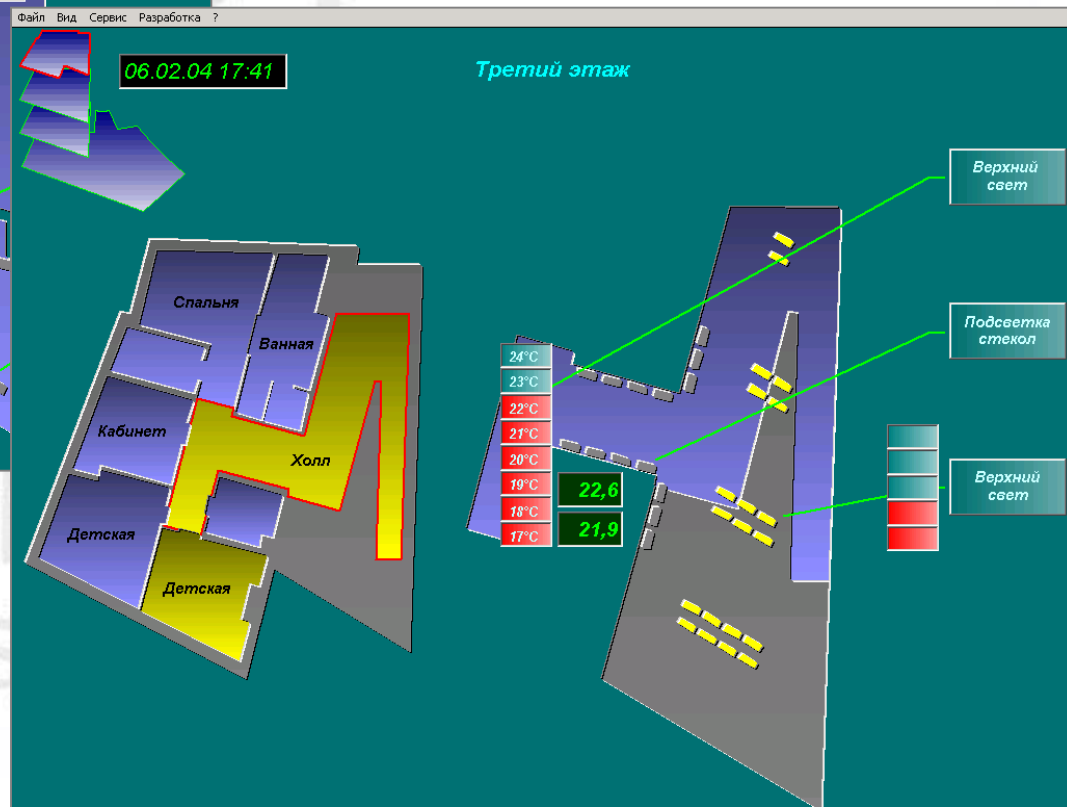 Файл Вид Сервис Разработка ?
06.02.04 17:41
Третий этаж
Спальня
Ванная
Кабинет
Холл
Детская
Детская
24°C
23°C
22°C
21°C
20°C
19°C
18°C
17°C
22,6
21,9
Верхний
свет
Подсветка
стекол
Верхний
свет